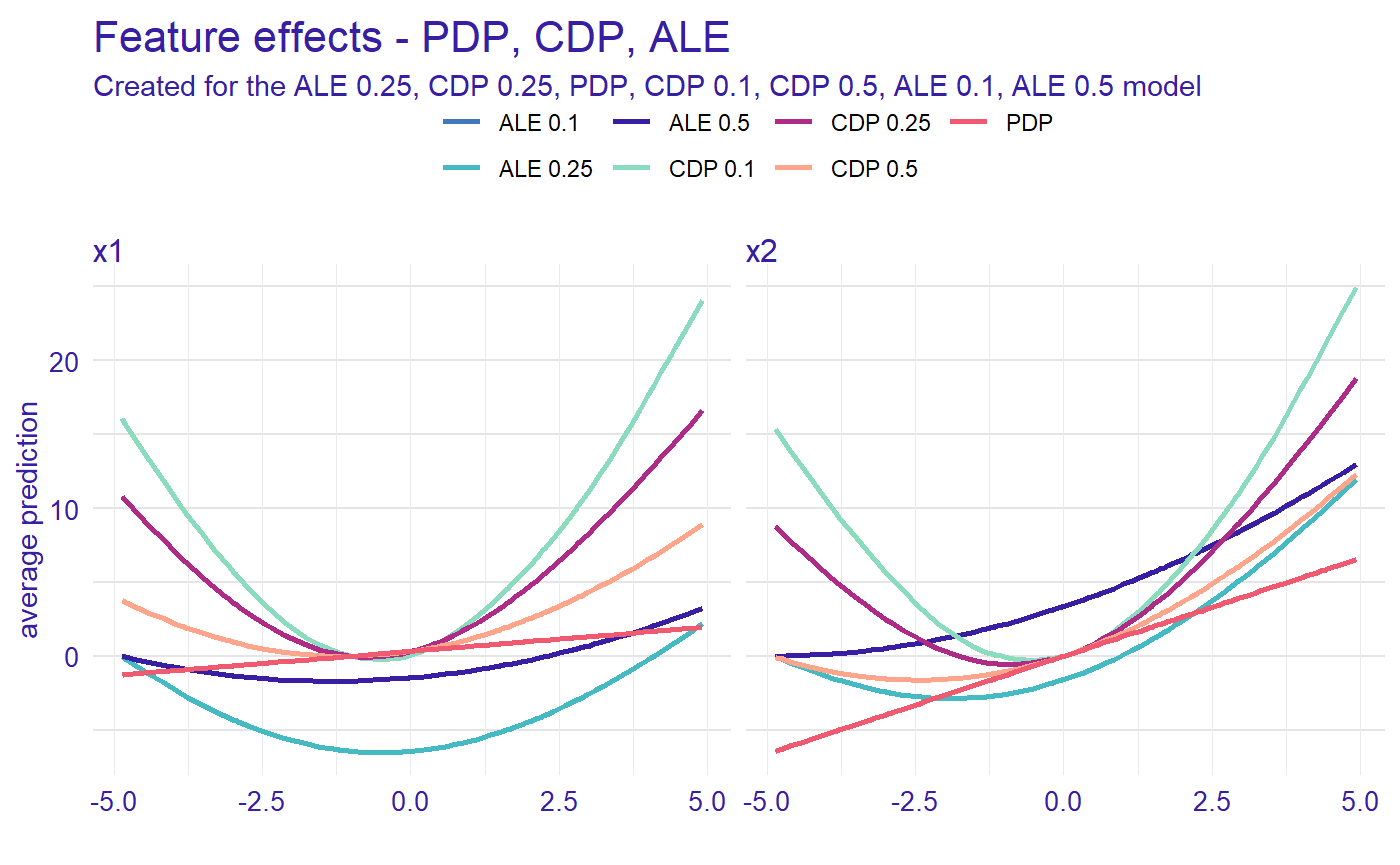 Feature effects - PDP, CDP, ALE
Created for the ALE 0.25, CDP 0.25, PDP, CDP 0.1, CDP 0.5, ALE 0.1, ALE 0.5 model
ALE 0.1 ALE 0.5 CDP 0.25 PDP
ALE 0.25 CDP 0.1 CDP 0.5
x1 x2
20
10
0
average prediction
-5.0 -2.5 0.0 2.5 5.0 -5.0 -2.5 0.0 2.5 5.0